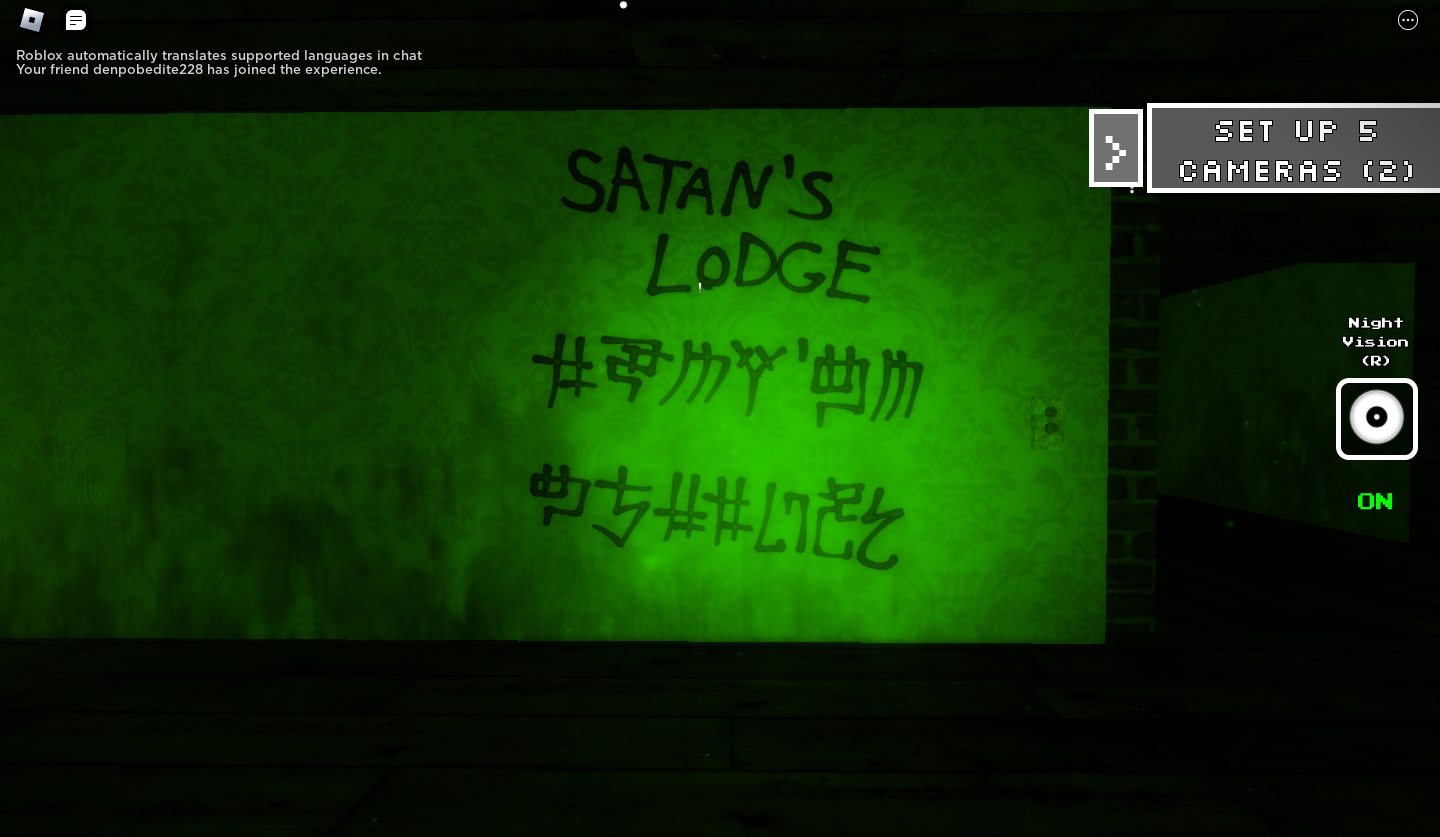 Roblox automatically translates supported languages in chat
Your friend denpobedite228 has joined the experience.
SET UP 5
CAMERAS (2)
SATAN'S
LODGE
Night
Vision
(R)
ON